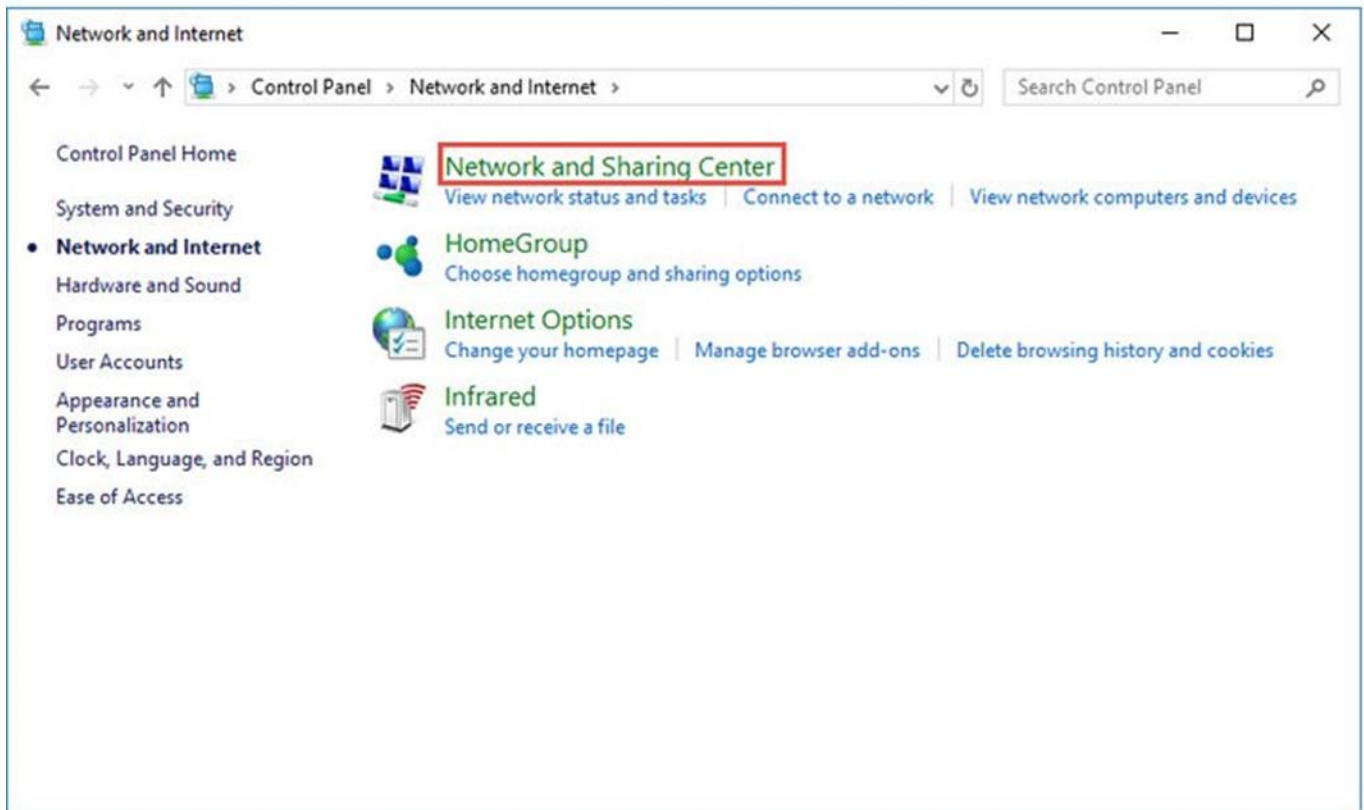 Network and Internet
Control Panel > Network and Internet >
Search Control Panel
Control Panel Home
System and Security
Network and Internet
Hardware and Sound
Programs
User Accounts
Appearance and
Personalization
Clock, Language, and Region
Ease of Access
Network and Sharing Center
View network status and tasks | Connect to a network | View network computers and devices
HomeGroup
Choose homegroup and sharing options
Internet Options
Change your homepage | Manage browser add-ons | Delete browsing history and cookies
Infrared
Send or receive a file